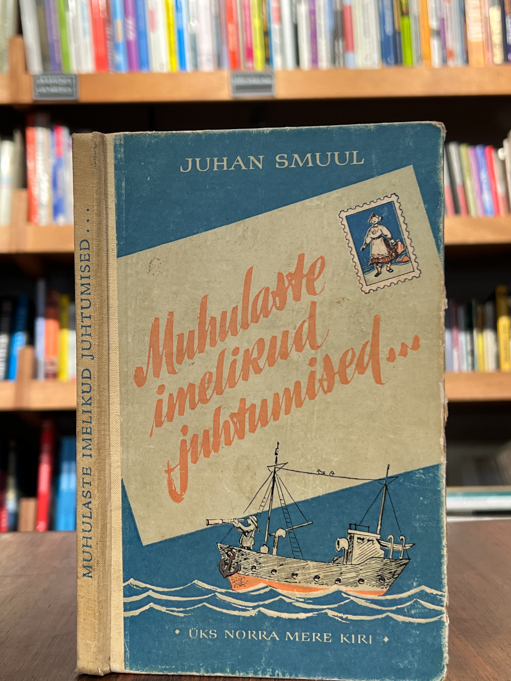 JUHAN SMUUL
Muhulaste
imelikud
juhtumised...
• ÜKS NORRA MERE KIRI •
MUHULASTE IMELIKUD JUHTUMISED....